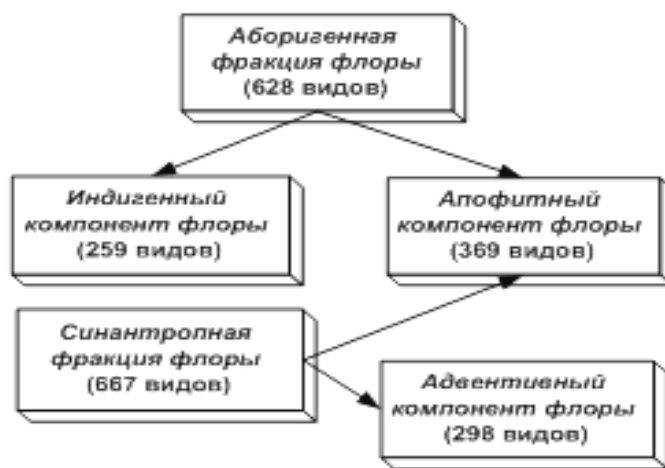 Аборигенная
фракция флоры
(628 видов)
Индигенный
компонент флоры
(259 видов)
Апофитный
компонент флоры
(369 видов)
Синантропная
фракция флоры
(667 видов)
Адвентивный
компонент флоры
(298 видов)